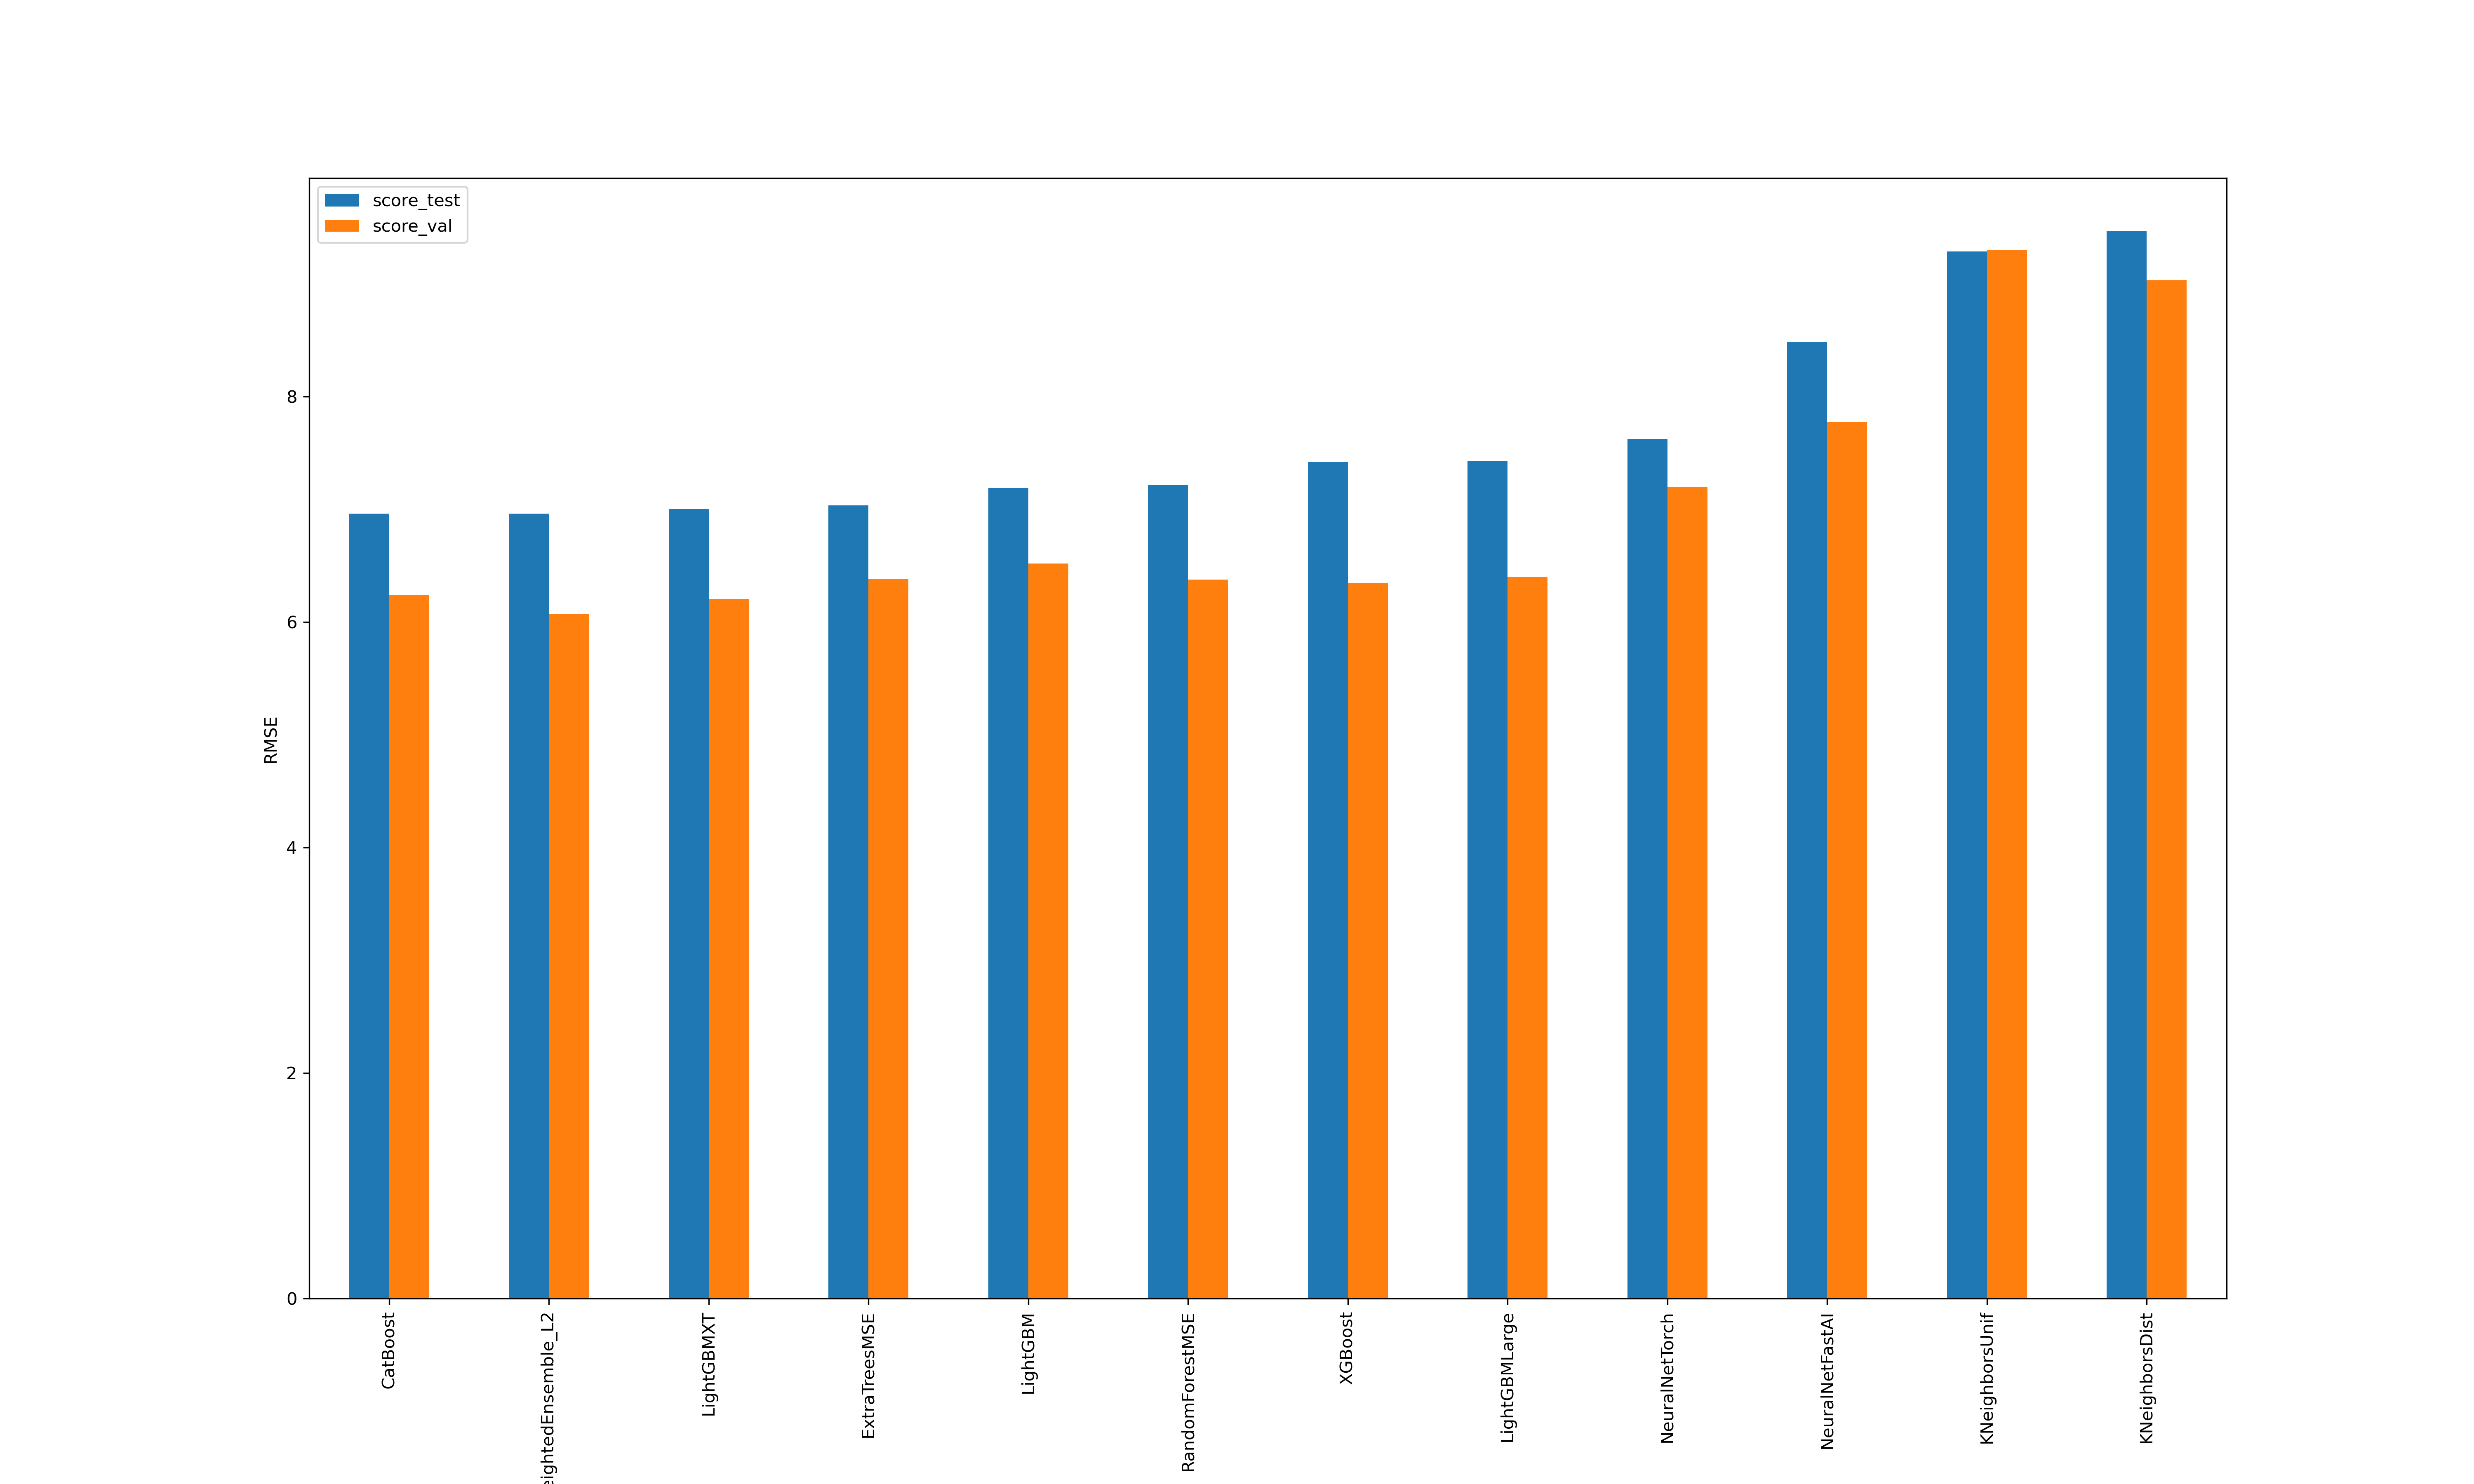 score_test
score_val
RMSE
8
6
4
2
0
CatBoost
eightedEnsemble_L2
LightGBMXT
ExtraTreesMSE
LightGBM
RandomForestMSE
XGBoost
LightGBMLarge
NeuralNetTorch
NeuralNetFastAI
KNeighborsUnif
KNeighborsDist